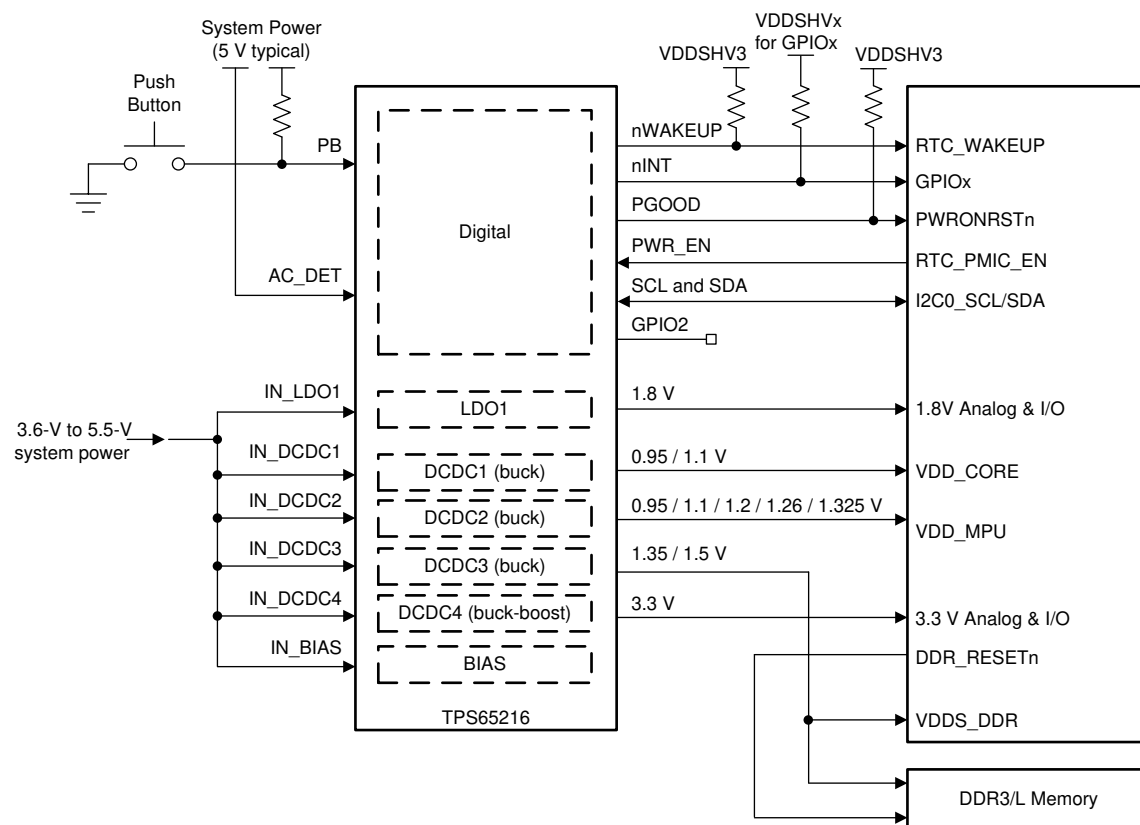 System Power
(5 V typical)
VDDSHVx
for GPIOx
VDDSHV3
VDDSHV3
Push
Button
PB
nWAKEUP
RTC_WAKEUP
nINT
GPIOx
PGOOD
PWRONRSTn
Digital
PWR_EN
RTC_PMIC_EN
AC_DET
SCL and SDA
I2C0_SCL/SDA
GPIO2
IN_LDO1
LDO1
1.8 V
1.8V Analog & I/O
3.6-V to 5.5-V
system power
IN_DCDC1
DCDC1 (buck)
0.95 / 1.1 V
VDD_CORE
IN_DCDC2
DCDC2 (buck)
0.95 / 1.1 / 1.2 / 1.26 / 1.325 V
VDD_MPU
IN_DCDC3
DCDC3 (buck)
1.35 / 1.5 V
IN_DCDC4
DCDC4 (buck-boost)
3.3 V
3.3 V Analog & I/O
IN_BIAS
BIAS
DDR_RESETn
TPS65216
VDDS_DDR
DDR3/L Memory